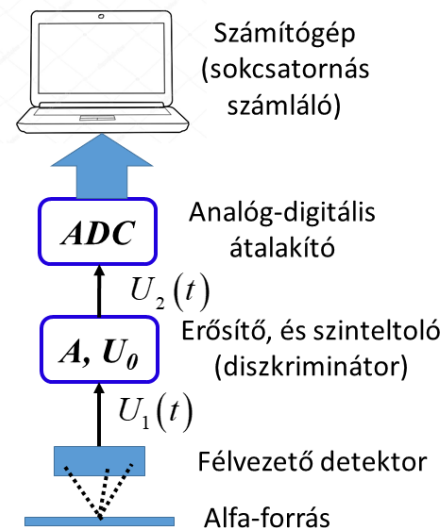 Számítógép
(sokcsatornás
számláló)
ADC
Analóg-digitális
átalakító
U₂(t)
A, U₀
Erősítő, és szinteltoló
(diszkriminátor)
U₁(t)
Félvezető detektor
Alfa-forrás